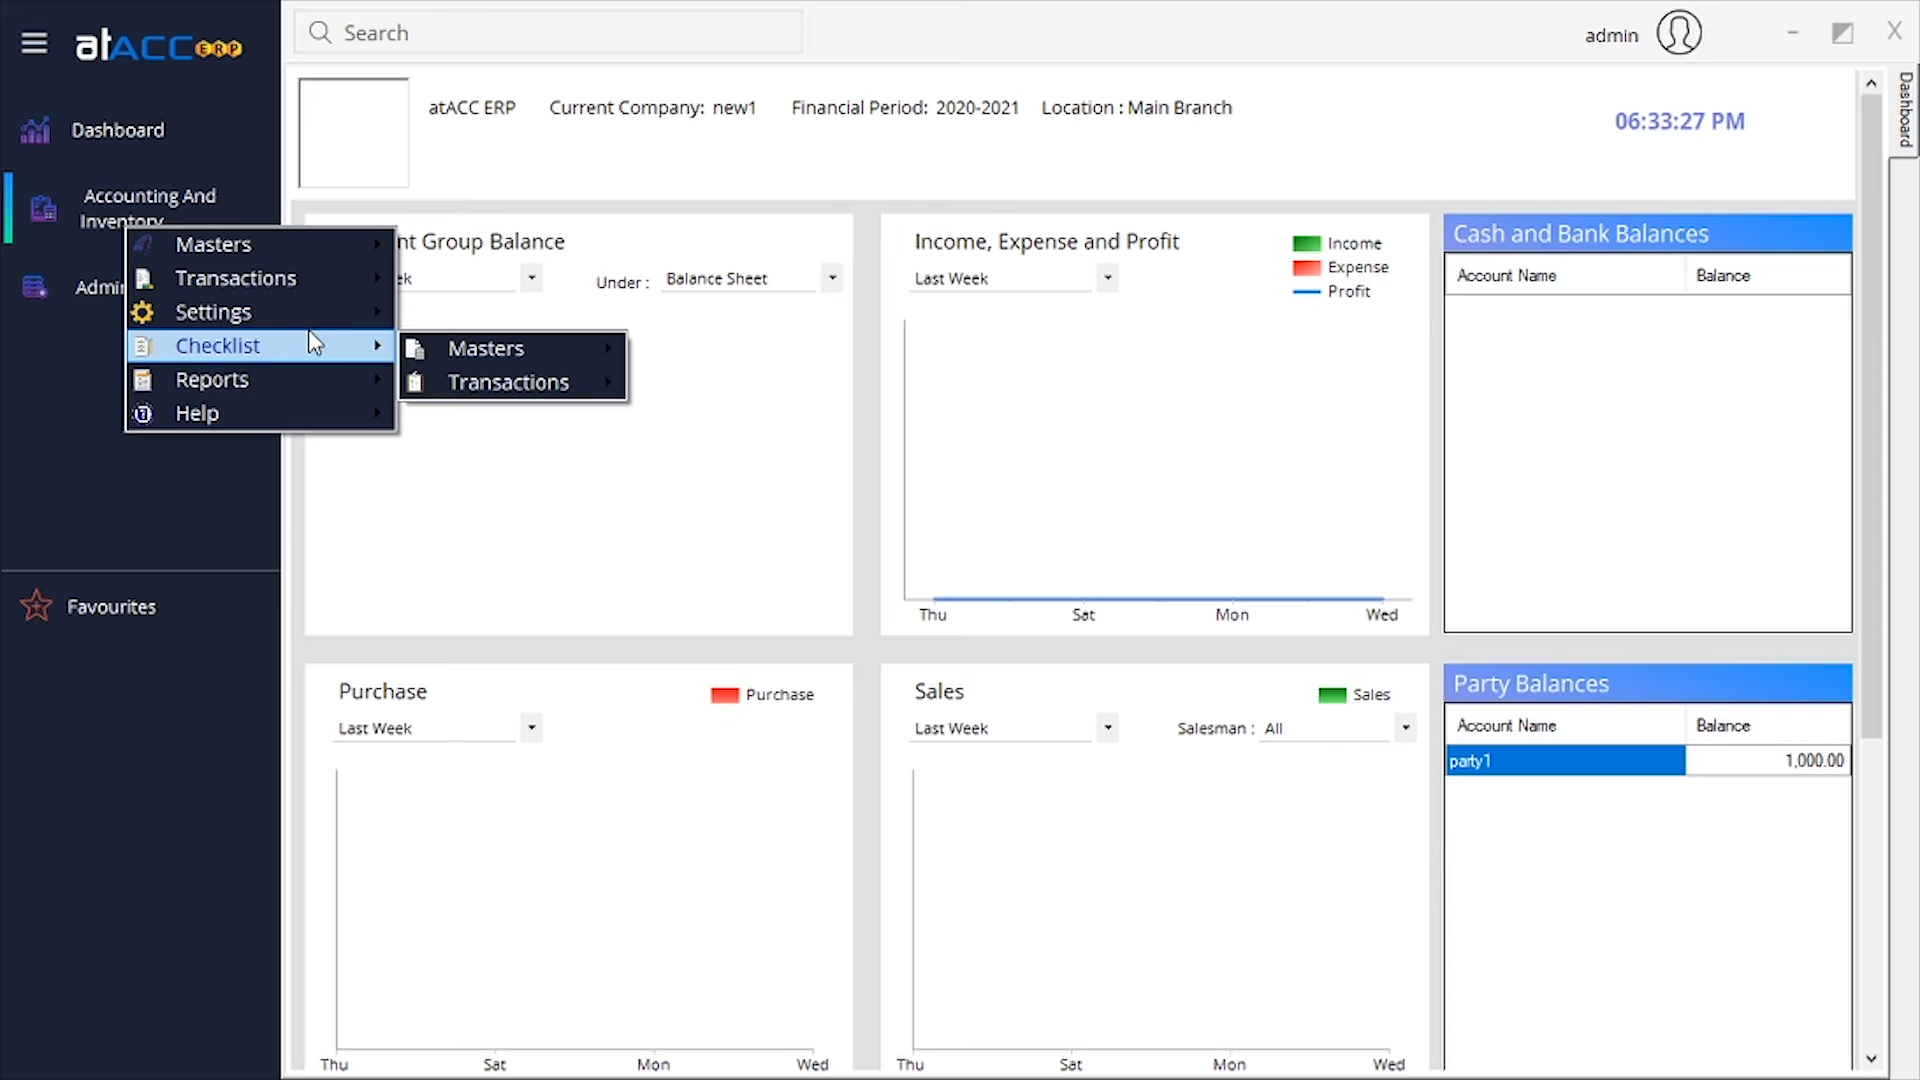 atACC ERP
Search
admin
Dashboard
atACC ERP Current Company: new1 Financial Period: 2020-2021 Location : Main Branch
06:33:27 PM
Dashboard
Accounting And
Inventory
Masters
Transactions
Settings
Checklist
Reports
Help
Masters
Transactions
Favourites
nt Group Balance
Under : Balance Sheet
Income, Expense and Profit
Last Week
Income
Expense
Profit
Thu Sat Mon Wed
Cash and Bank Balances
Account Name Balance
Purchase
Purchase
Last Week
Thu Sat Mon Wed
Sales
Sales
Last Week
Salesman : All
Thu Sat Mon Wed
Party Balances
Account Name Balance
party1 1,000.00